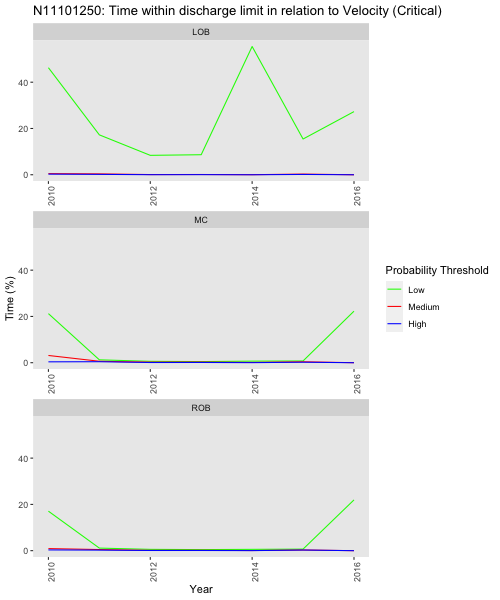 N11101250: Time within discharge limit in relation to Velocity (Critical)
LOB
40
20
0
2010
2012
2014
2016
MC
40
20
0
2010
2012
2014
2016
ROB
40
20
0
2010
2012
2014
2016
Time (%)
Year
Probability Threshold
Low
Medium
High